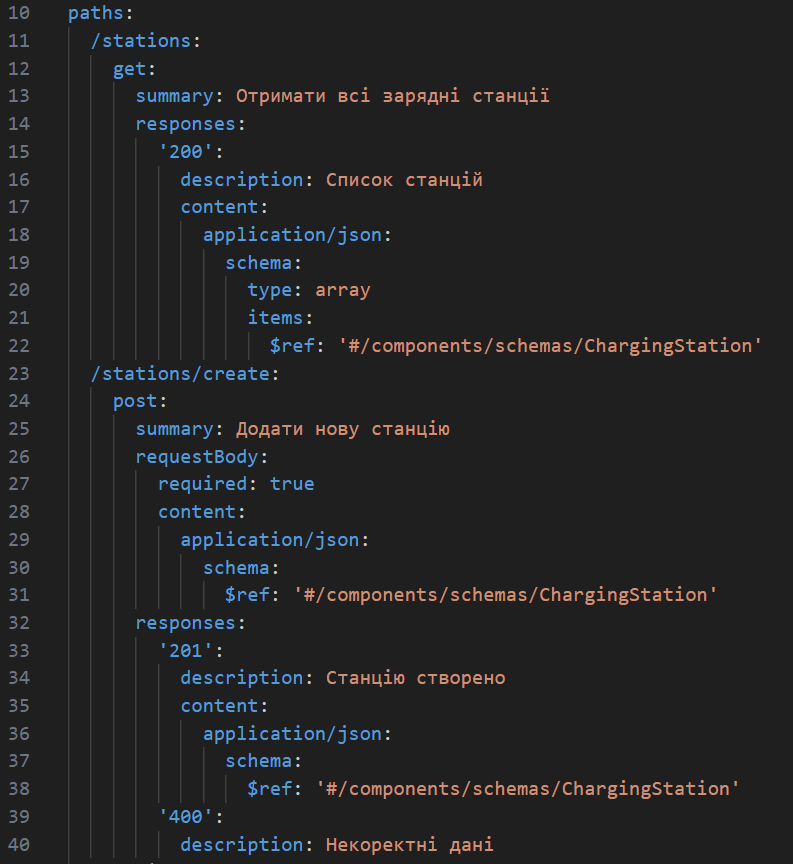 10 paths:
11   /stations:
12     get:
13       summary: Отримати всі зарядні станції
14       responses:
15         '200':
16           description: Список станцій
17           content:
18             application/json:
19               schema:
20                 type: array
21                 items:
22                   $ref: '#/components/schemas/ChargingStation'
23   /stations/create:
24     post:
25       summary: Додати нову станцію
26       requestBody:
27         required: true
28         content:
29           application/json:
30             schema:
31               $ref: '#/components/schemas/ChargingStation'
32       responses:
33         '201':
34           description: Станцію створено
35           content:
36             application/json:
37               schema:
38                 $ref: '#/components/schemas/ChargingStation'
39         '400':
40           description: Некоректні дані